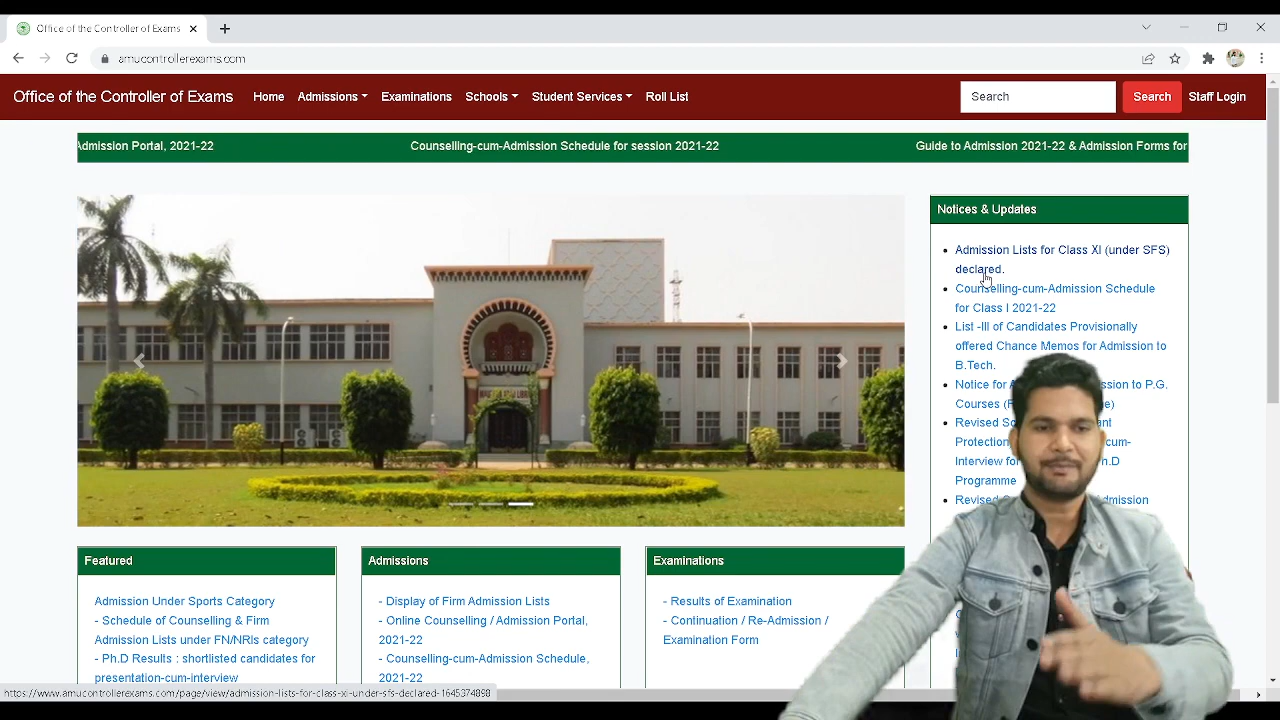 Office of the Controller of Exams
amucontrollerexams.com
Office of the Controller of Exams Home Admissions Examinations Schools Student Services Roll List Search Search Staff Login
Admission Portal, 2021-22 Counselling-cum-Admission Schedule for session 2021-22 Guide to Admission 2021-22 & Admission Forms for
Notices & Updates
Admission Lists for Class XI (under SFS)
declared.
Counselling-cum-Admission Schedule
for Class I 2021-22
List -III of Candidates Provisionally
offered Chance Memos for Admission to
B.Tech.
Notice for to P.G.
Courses
Revised
Protection cum-
Interview for
Programme
Revised
Featured
Admission Under Sports Category
- Schedule of Counselling & Firm
Admission Lists under FN/NRIs category
- Ph.D Results : shortlisted candidates for
presentation-cum-interview
Admissions
- Display of Firm Admission Lists
- Online Counselling / Admission Portal,
2021-22
- Counselling-cum-Admission Schedule,
2021-22
Examinations
- Results of Examination
- Continuation / Re-Admission /
Examination Form
https://www.amucontrollerexams.com/page/view/admission-lists-for-class-xi-under-sfs-declared-1645374898